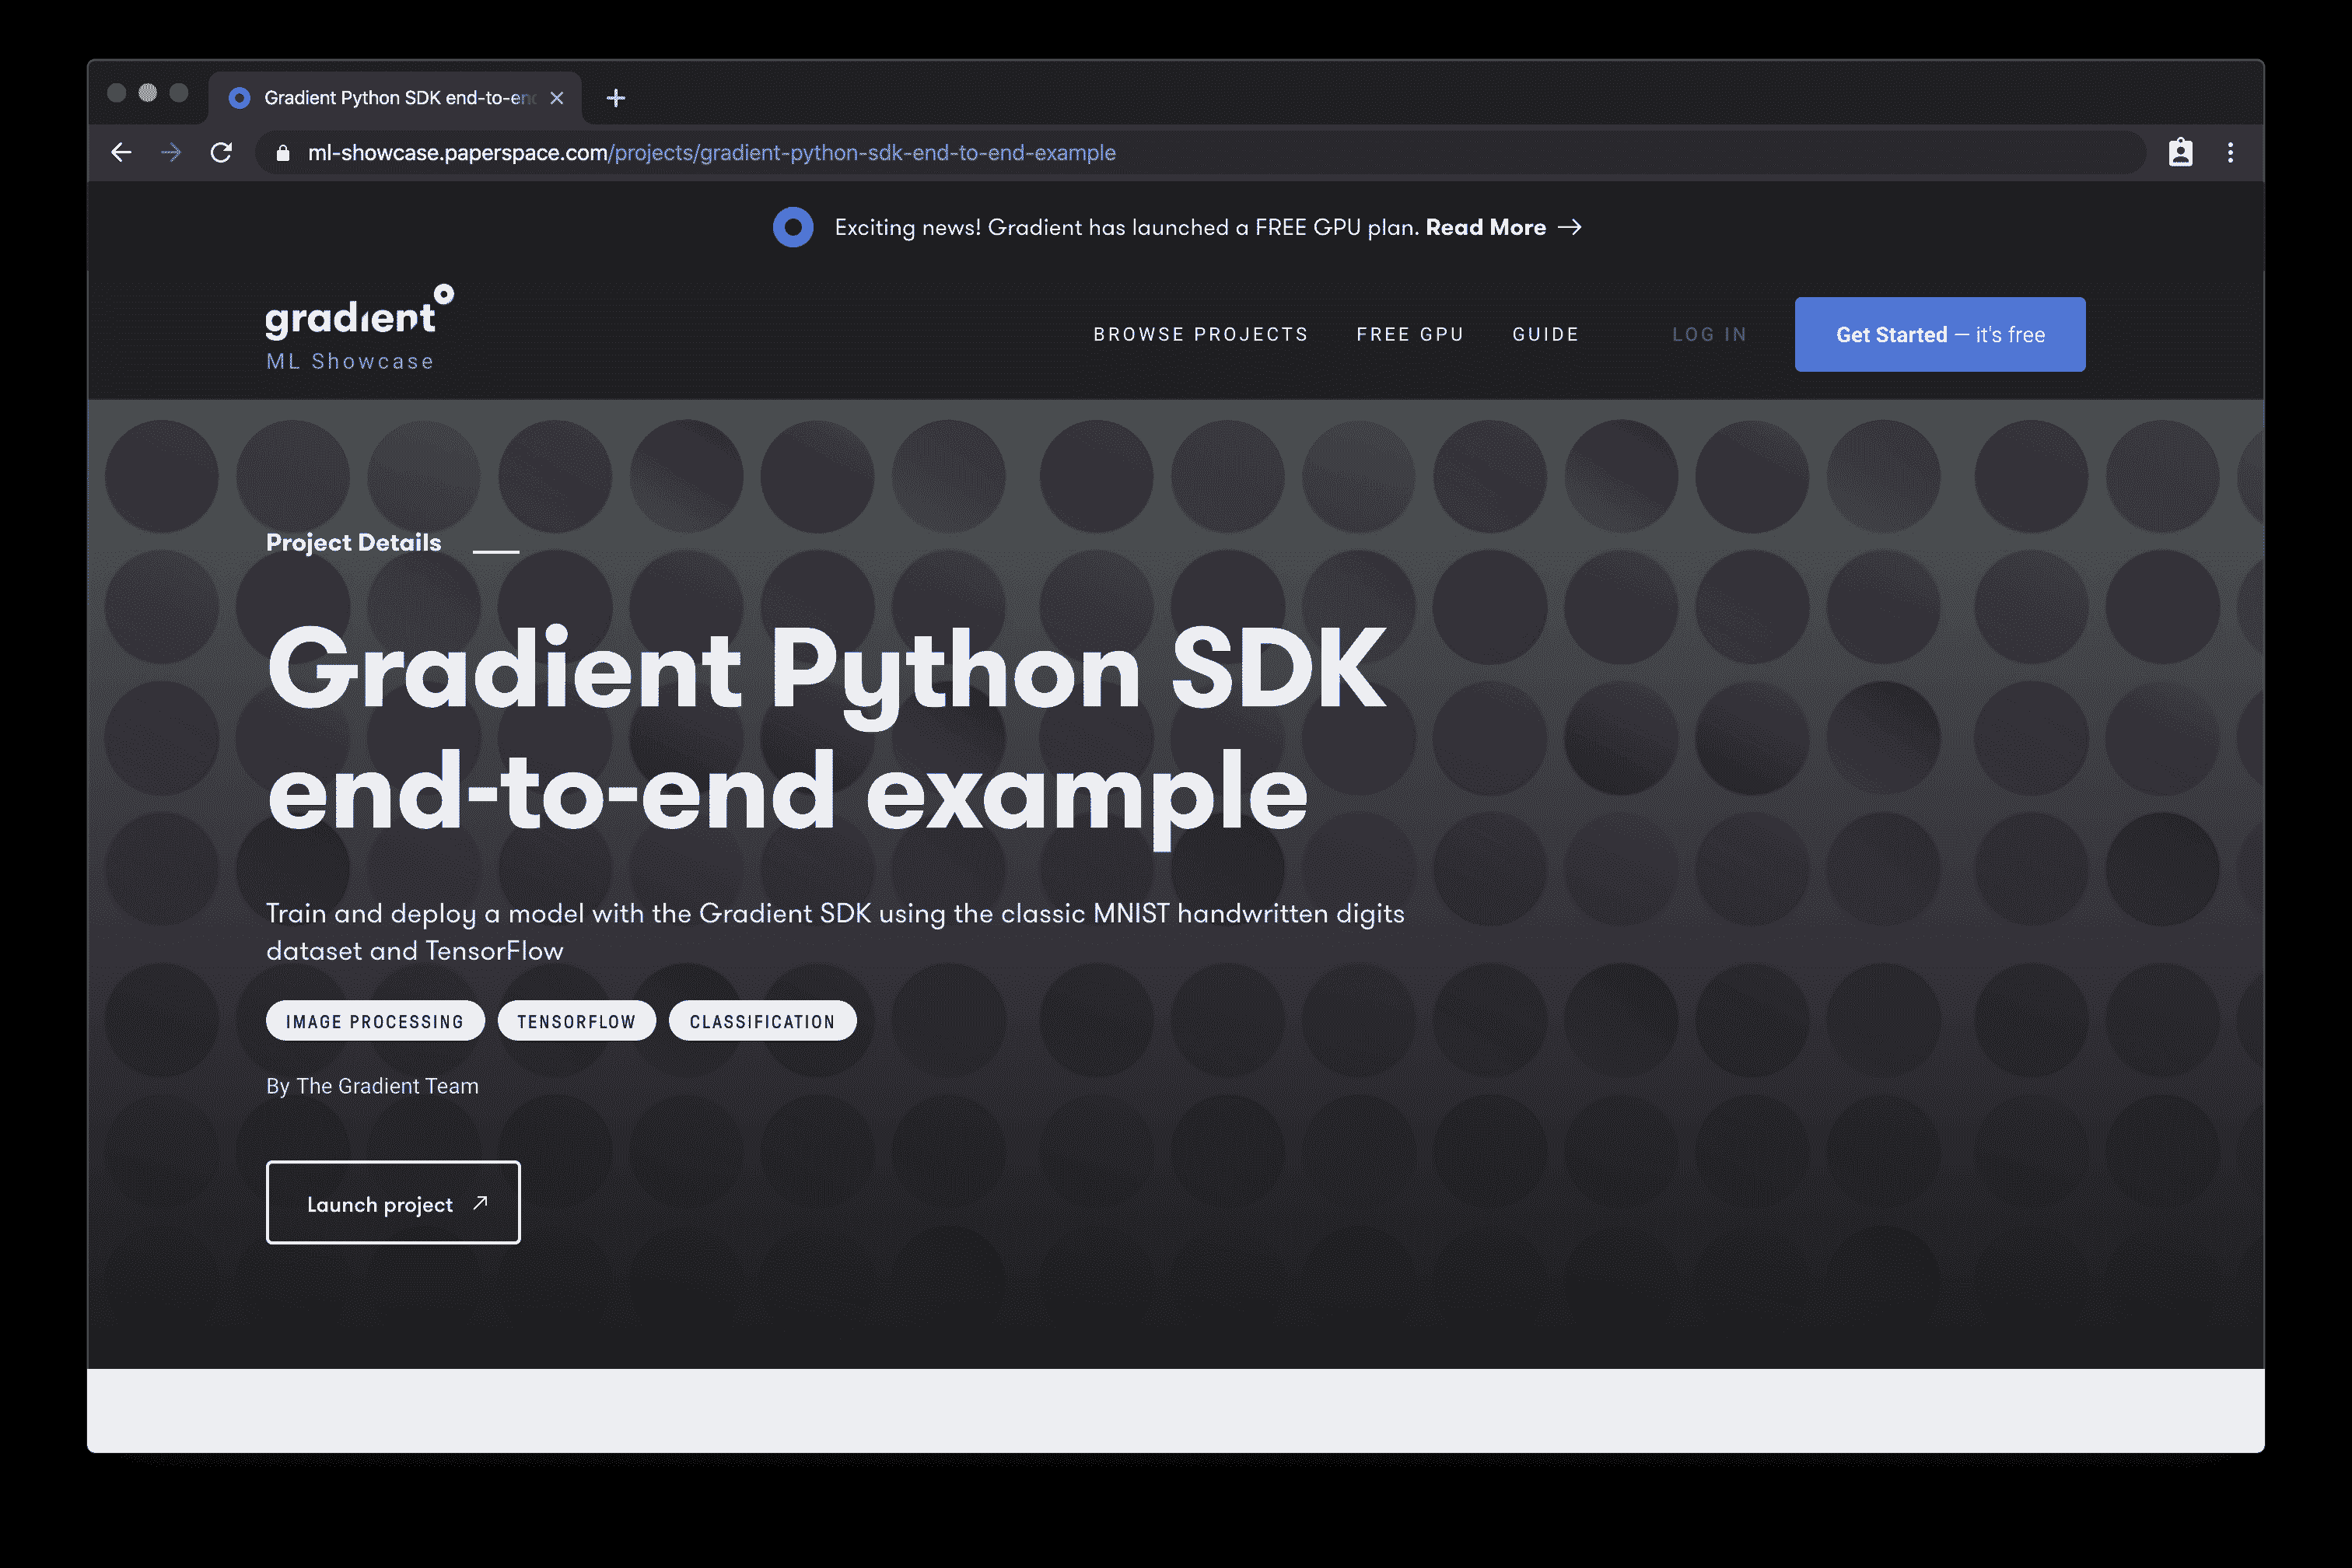 Gradient Python SDK end-to-end
ml-showcase.paperspace.com/projects/gradient-python-sdk-end-to-end-example
Exciting news! Gradient has launched a FREE GPU plan. Read More →
gradient
ML Showcase
BROWSE PROJECTS FREE GPU GUIDE LOG IN Get Started — it's free
Project Details
Gradient Python SDK
end-to-end example
Train and deploy a model with the Gradient SDK using the classic MNIST handwritten digits
dataset and TensorFlow
IMAGE PROCESSING TENSORFLOW CLASSIFICATION
By The Gradient Team
Launch project ↗